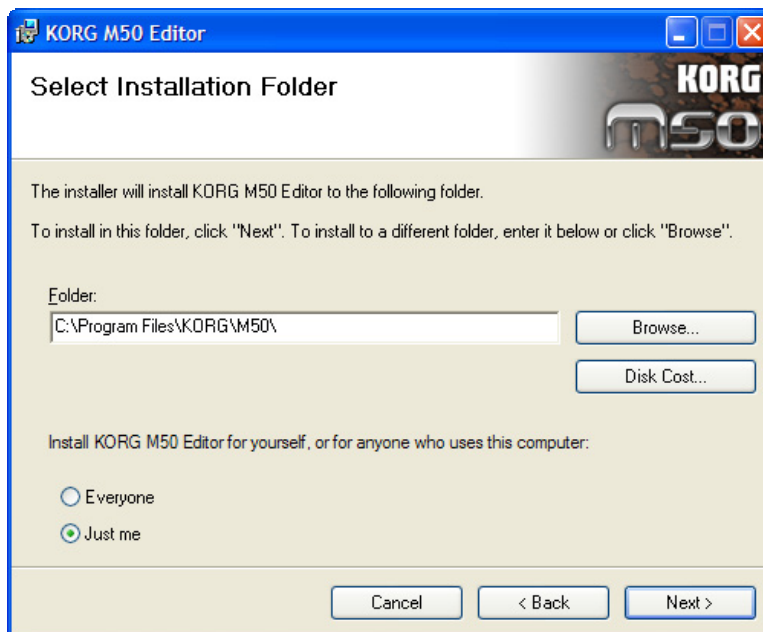 KORG M50 Editor
Select Installation Folder
KORG
M50
The installer will install KORG M50 Editor to the following folder.
To install in this folder, click "Next". To install to a different folder, enter it below or click "Browse".
Folder:
C:\Program Files\KORG\M50\
Browse...
Disk Cost...
Install KORG M50 Editor for yourself, or for anyone who uses this computer:
Everyone
Just me
Cancel
< Back
Next >